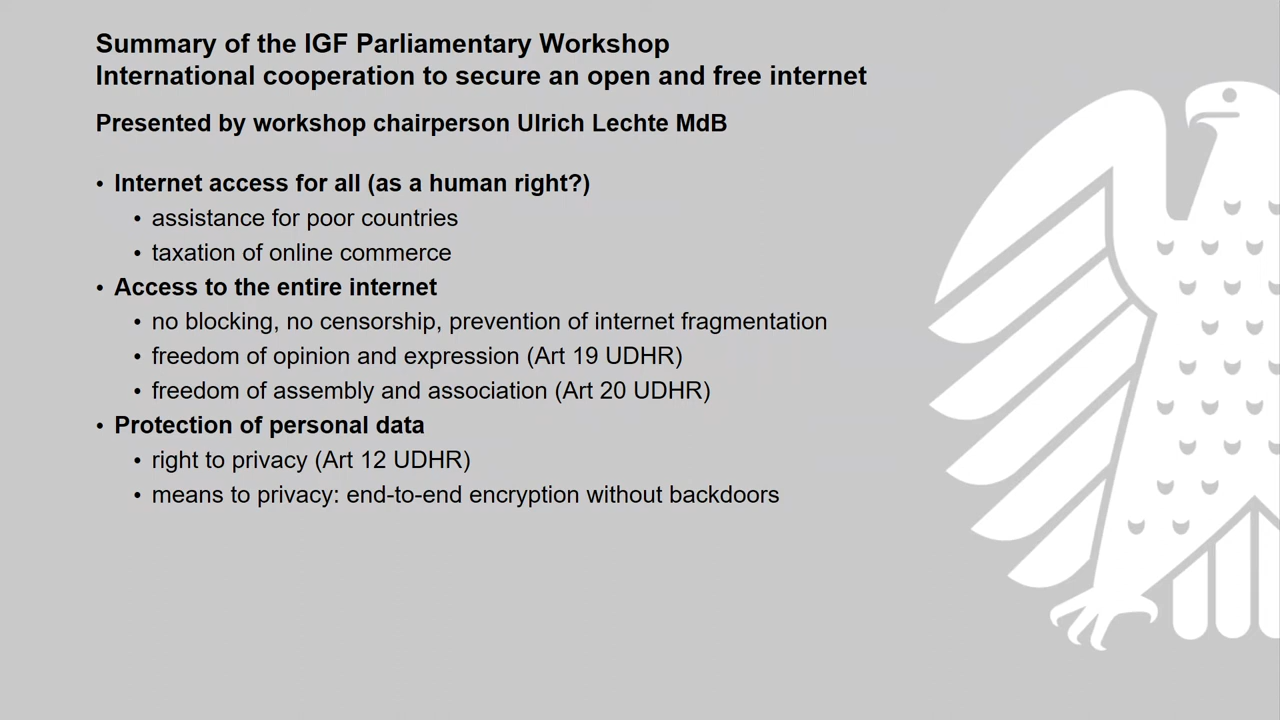 Summary of the IGF Parliamentary Workshop
International cooperation to secure an open and free internet
Presented by workshop chairperson Ulrich Lechte MdB
• Internet access for all (as a human right?)
• assistance for poor countries
• taxation of online commerce
• Access to the entire internet
• no blocking, no censorship, prevention of internet fragmentation
• freedom of opinion and expression (Art 19 UDHR)
• freedom of assembly and association (Art 20 UDHR)
• Protection of personal data
• right to privacy (Art 12 UDHR)
• means to privacy: end-to-end encryption without backdoors